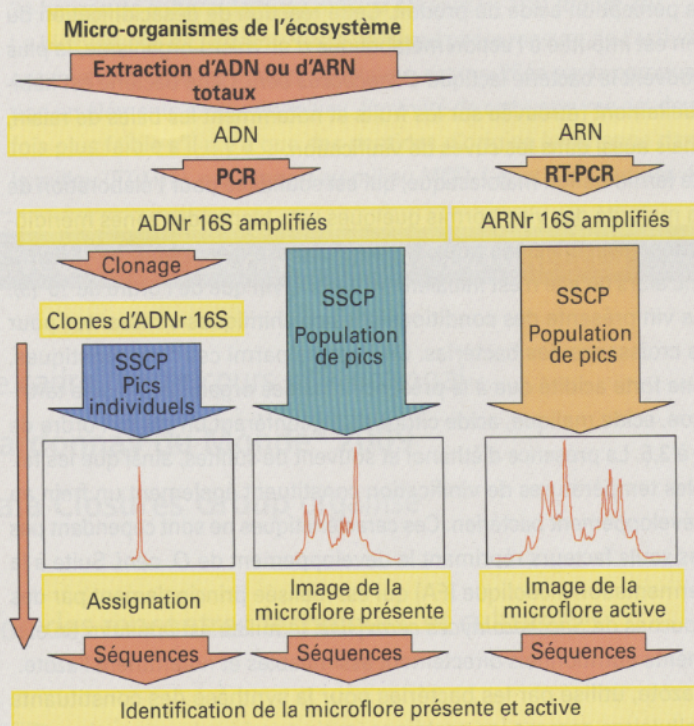 Micro-organismes de l'écosystème
Extraction d'ADN ou d'ARN
totaux
ADN
ARN
PCR
RT-PCR
ADNr 16S amplifiés
ARNr 16S amplifiés
Clonage
Clones d'ADNr 16S
SSCP
Pics
individuels
SSCP
Population
de pics
SSCP
Population
de pics
Assignation
Image de la
microflore présente
Image de la
microflore active
Séquences
Séquences
Séquences
Identification de la microflore présente et active